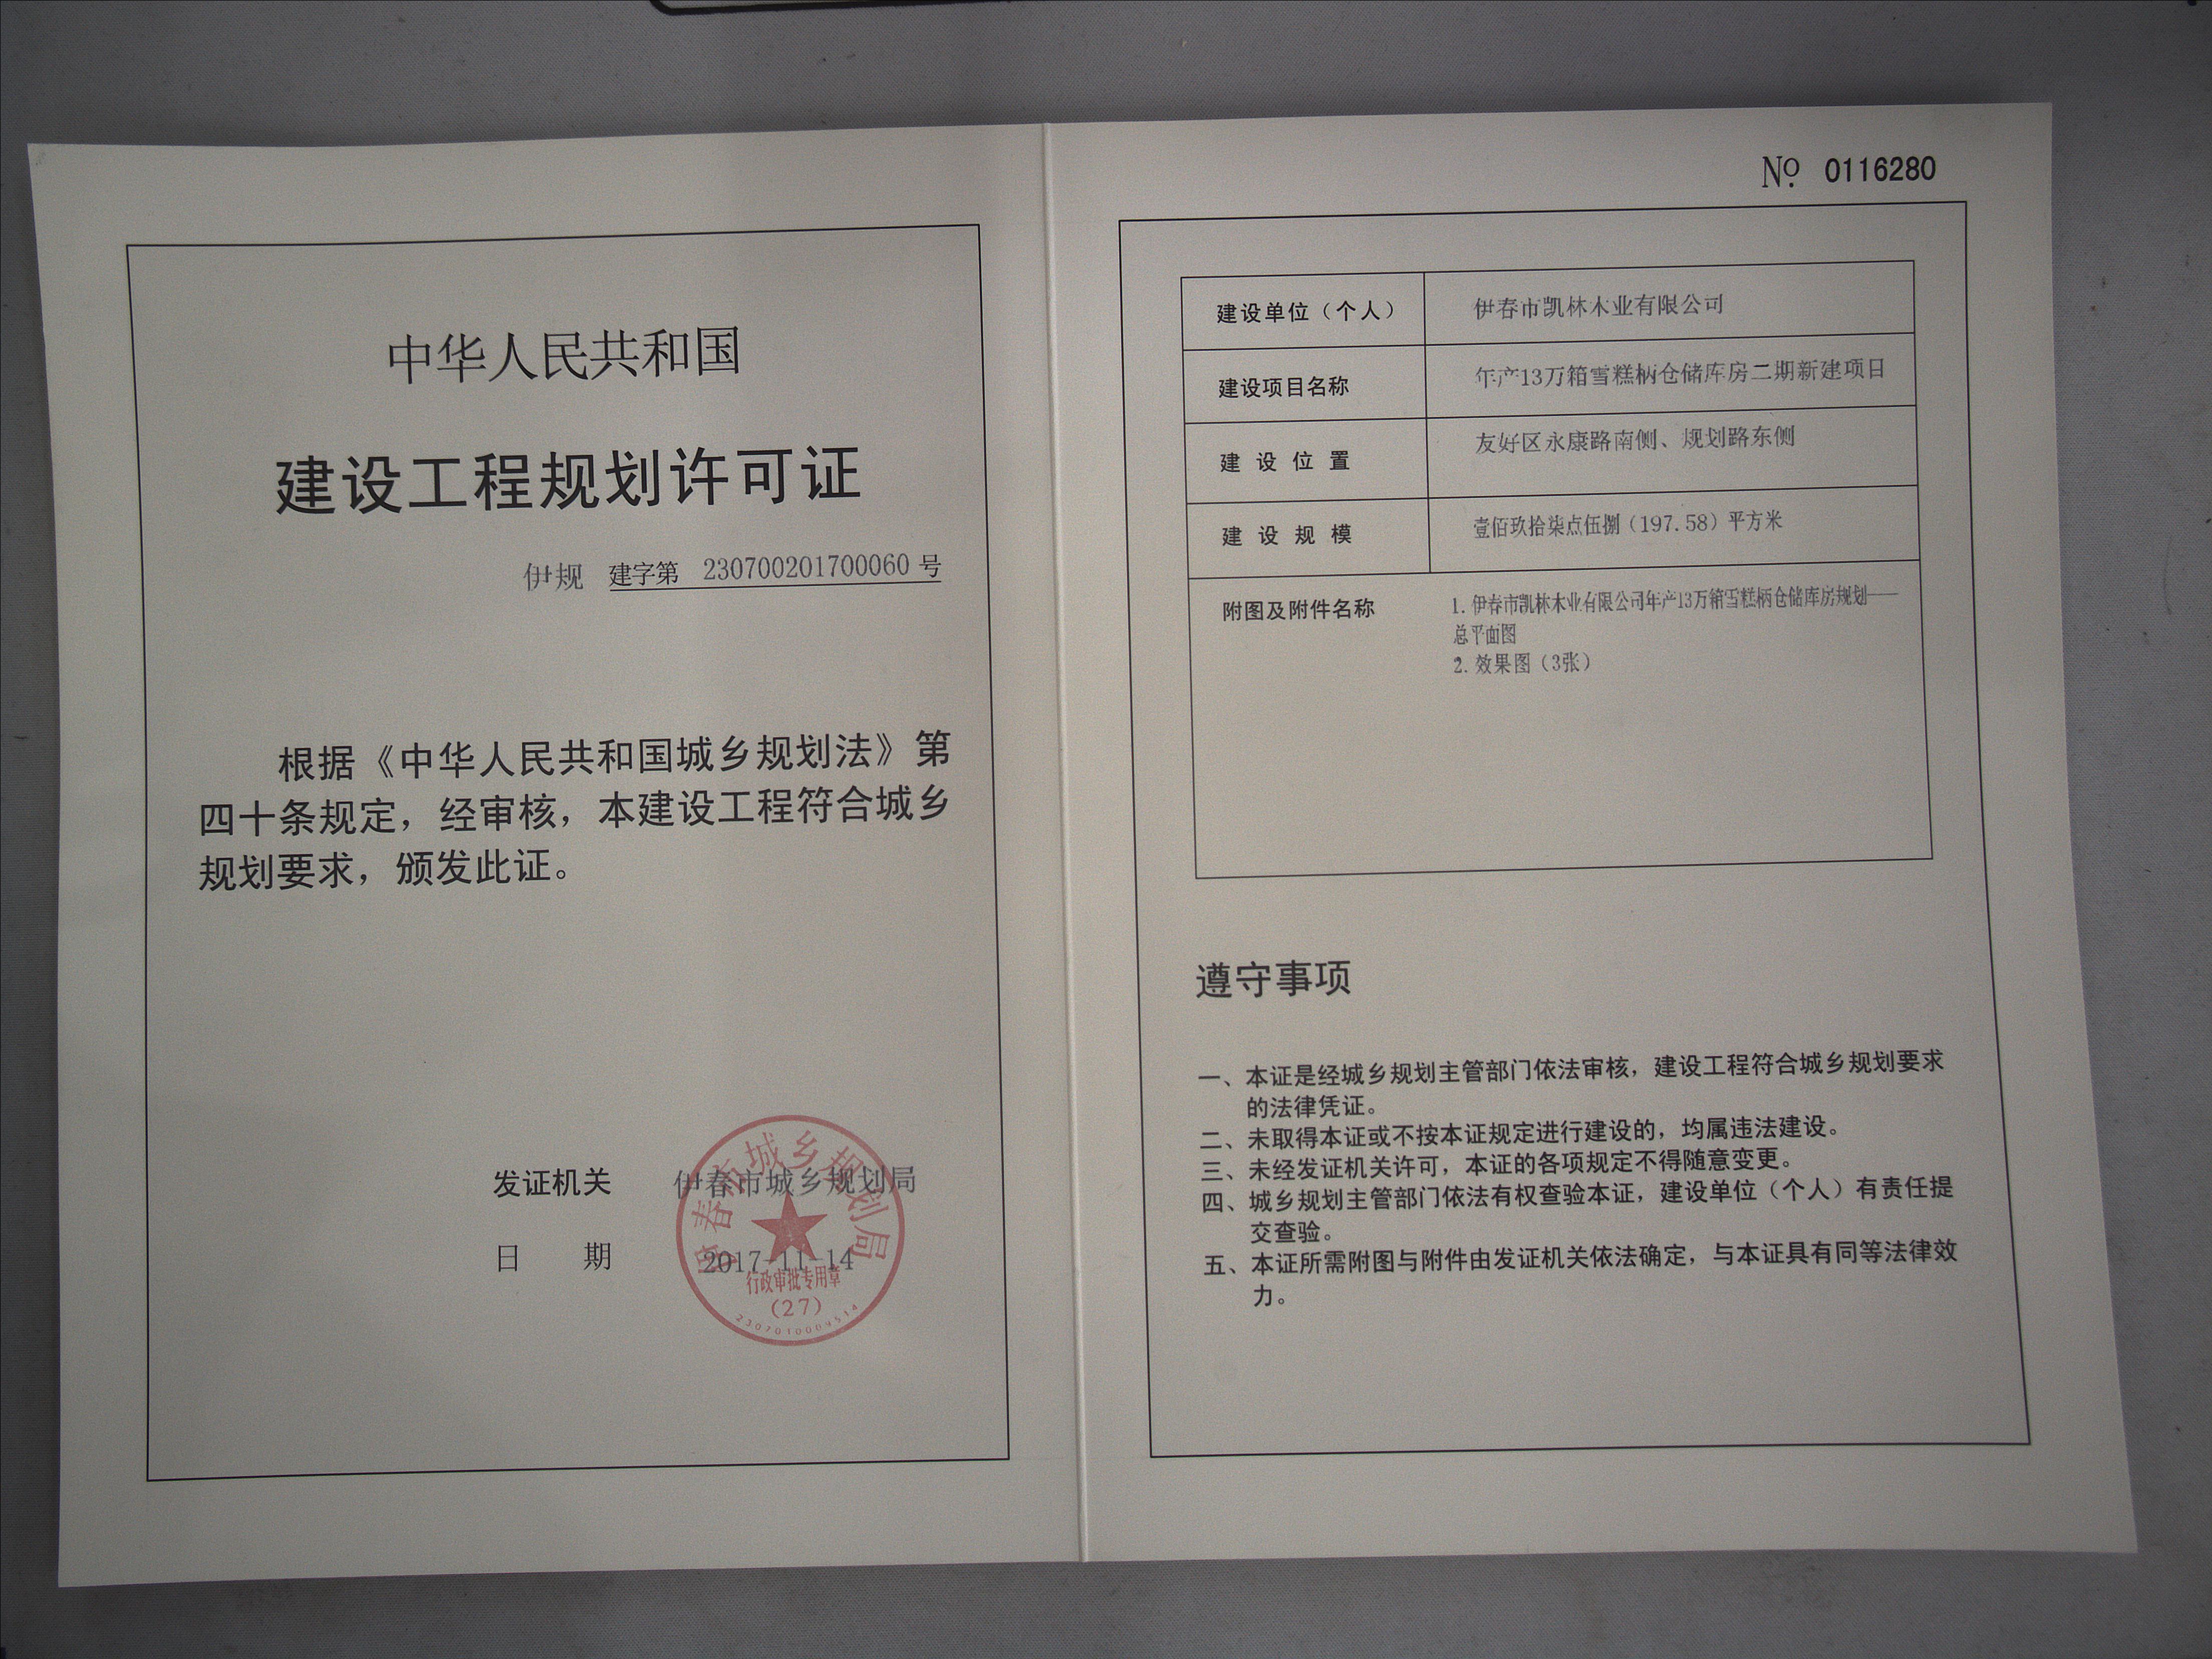 中华人民共和国
建设工程规划许可证
伊规 建字第 230700201700060 号
根据《中华人民共和国城乡规划法》第
四十条规定，经审核，本建设工程符合城乡
规划要求，颁发此证。
发证机关 伊春市城乡规划局
日 期 2017-11-14
伊春市城乡规划局
行政审批专用章
(27)
№ 0116280
建设单位（个人） 伊春市凯林木业有限公司
建设项目名称 年产13万箱雪糕柄仓储库房二期新建项目
建设位置 友好区永康路南侧、规划路东侧
建设规模 壹佰玖拾柒点伍捌（197.58）平方米
附图及附件名称 1. 伊春市凯林木业有限公司年产13万箱雪糕柄仓储库房规划——
总平面图
2. 效果图（3张）
遵守事项
一、本证是经城乡规划主管部门依法审核，建设工程符合城乡规划要求
的法律凭证。
二、未取得本证或不按本证规定进行建设的，均属违法建设。
三、未经发证机关许可，本证的各项规定不得随意变更。
四、城乡规划主管部门依法有权查验本证，建设单位（个人）有责任提
交查验。
五、本证所需附图与附件由发证机关依法确定，与本证具有同等法律效
力。